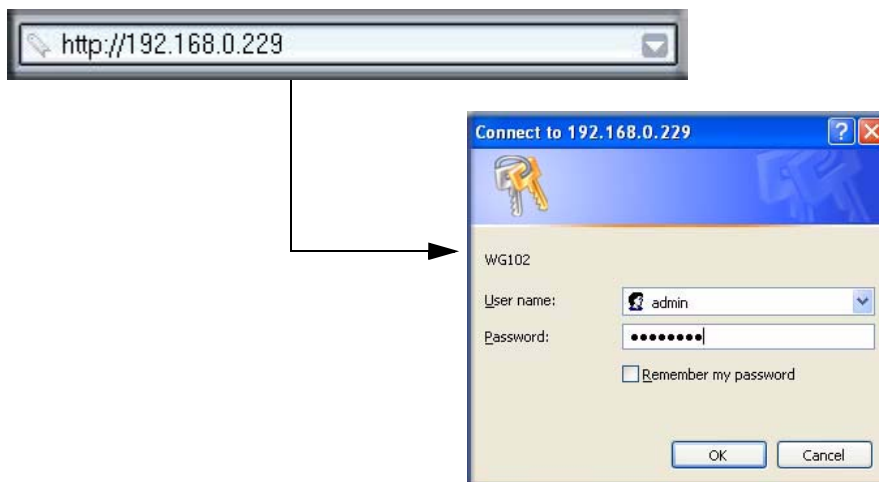 http://192.168.0.229
Connect to 192.168.0.229
WG102
User name:
admin
Password:
••••••••
Remember my password
OK
Cancel